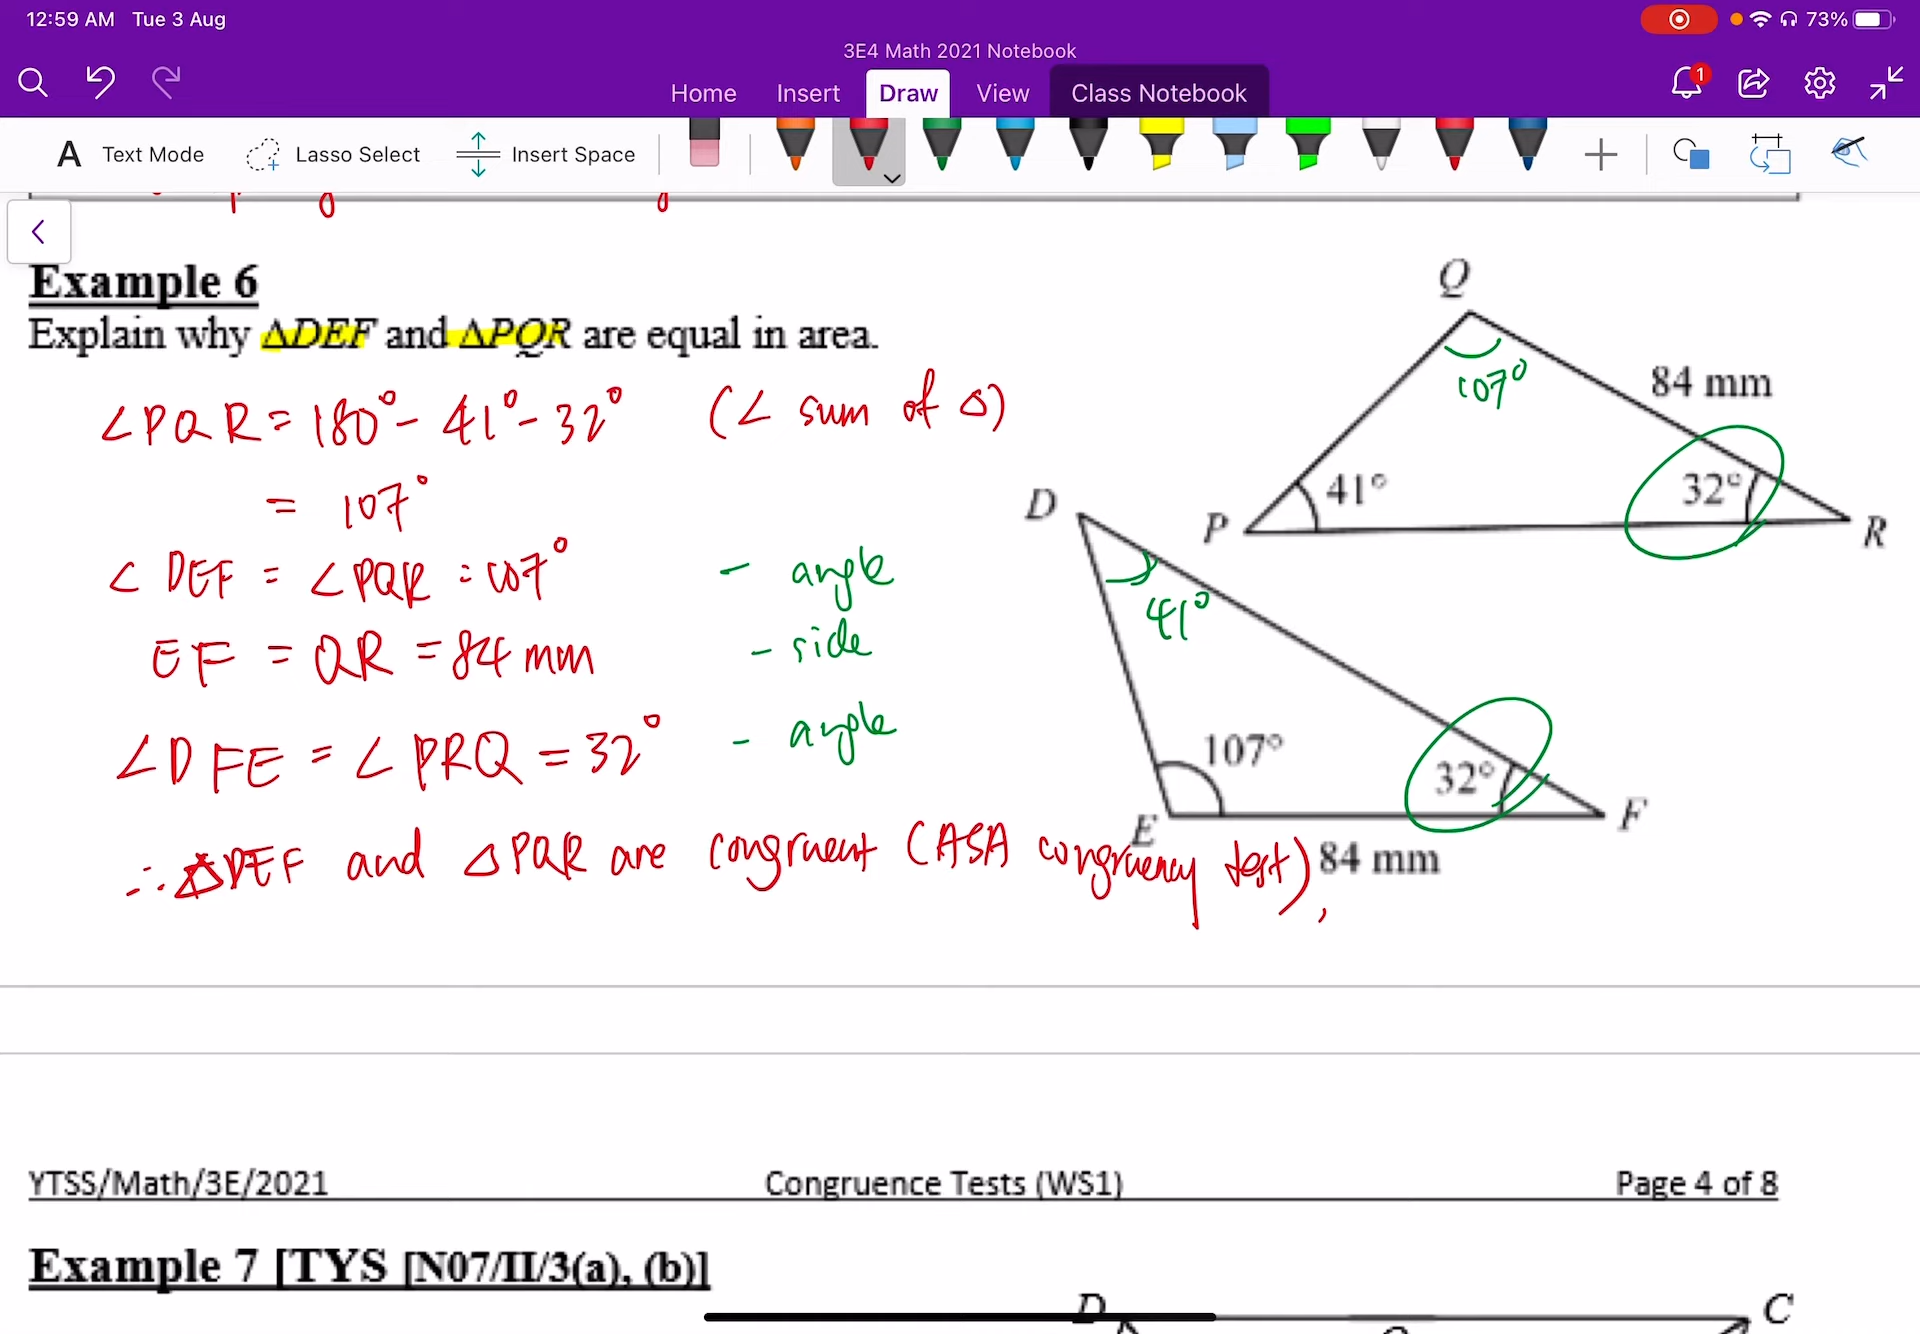 12:59 AM Tue 3 Aug
73%
3E4 Math 2021 Notebook
1
Home Insert Draw View Class Notebook
A Text Mode Lasso Select Insert Space
Example 6
Explain why ΔDEF and ΔPQR are equal in area.
∠PQR = 180° - 41° - 32° (∠ sum of Δ)
= 107°
∠DEF = ∠PQR = 107° - angle
EF = QR = 84 mm - side
∠DFE = ∠PRQ = 32° - angle
∴ ΔDEF and ΔPQR are congruent (ASA congruency test),
Q
107°
84 mm
41°
32°
P
R
D
41°
107°
32°
E
F
84 mm
YTSS/Math/3E/2021 Congruence Tests (WS1) Page 4 of 8
Example 7 [TYS [N07/II/3(a), (b)]
D
C